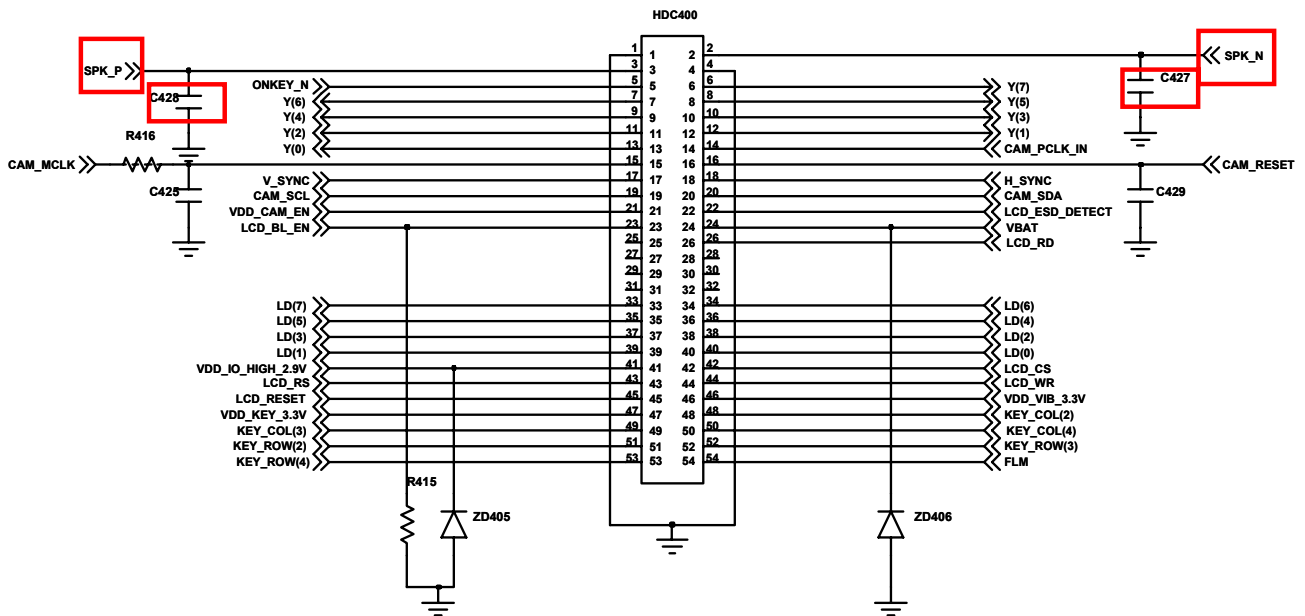 HDC400
1 1 2 2
SPK_P 3 3 4 4 SPK_N
C428 C427
ONKEY_N 5 5 6 6 Y(7)
Y(6) 7 7 8 8 Y(5)
Y(4) 9 9 10 10 Y(3)
Y(2) 11 11 12 12 Y(1)
R416
Y(0) 13 13 14 14 CAM_PCLK_IN
CAM_MCLK 15 15 16 16 CAM_RESET
V_SYNC 17 17 18 18 H_SYNC
C425 C429
CAM_SCL 19 19 20 20 CAM_SDA
VDD_CAM_EN 21 21 22 22 LCD_ESD_DETECT
LCD_BL_EN 23 23 24 24 VBAT
25 25 26 26 LCD_RD
27 27 28 28
29 29 30 30
31 31 32 32
LD(7) 33 33 34 34 LD(6)
LD(5) 35 35 36 36 LD(4)
LD(3) 37 37 38 38 LD(2)
LD(1) 39 39 40 40 LD(0)
VDD_IO_HIGH_2.9V 41 41 42 42 LCD_CS
LCD_RS 43 43 44 44 LCD_WR
LCD_RESET 45 45 46 46 VDD_VIB_3.3V
VDD_KEY_3.3V 47 47 48 48 KEY_COL(2)
KEY_COL(3) 49 49 50 50 KEY_COL(4)
KEY_ROW(2) 51 51 52 52 KEY_ROW(3)
KEY_ROW(4) 53 53 54 54 FLM
R415
ZD405 ZD406